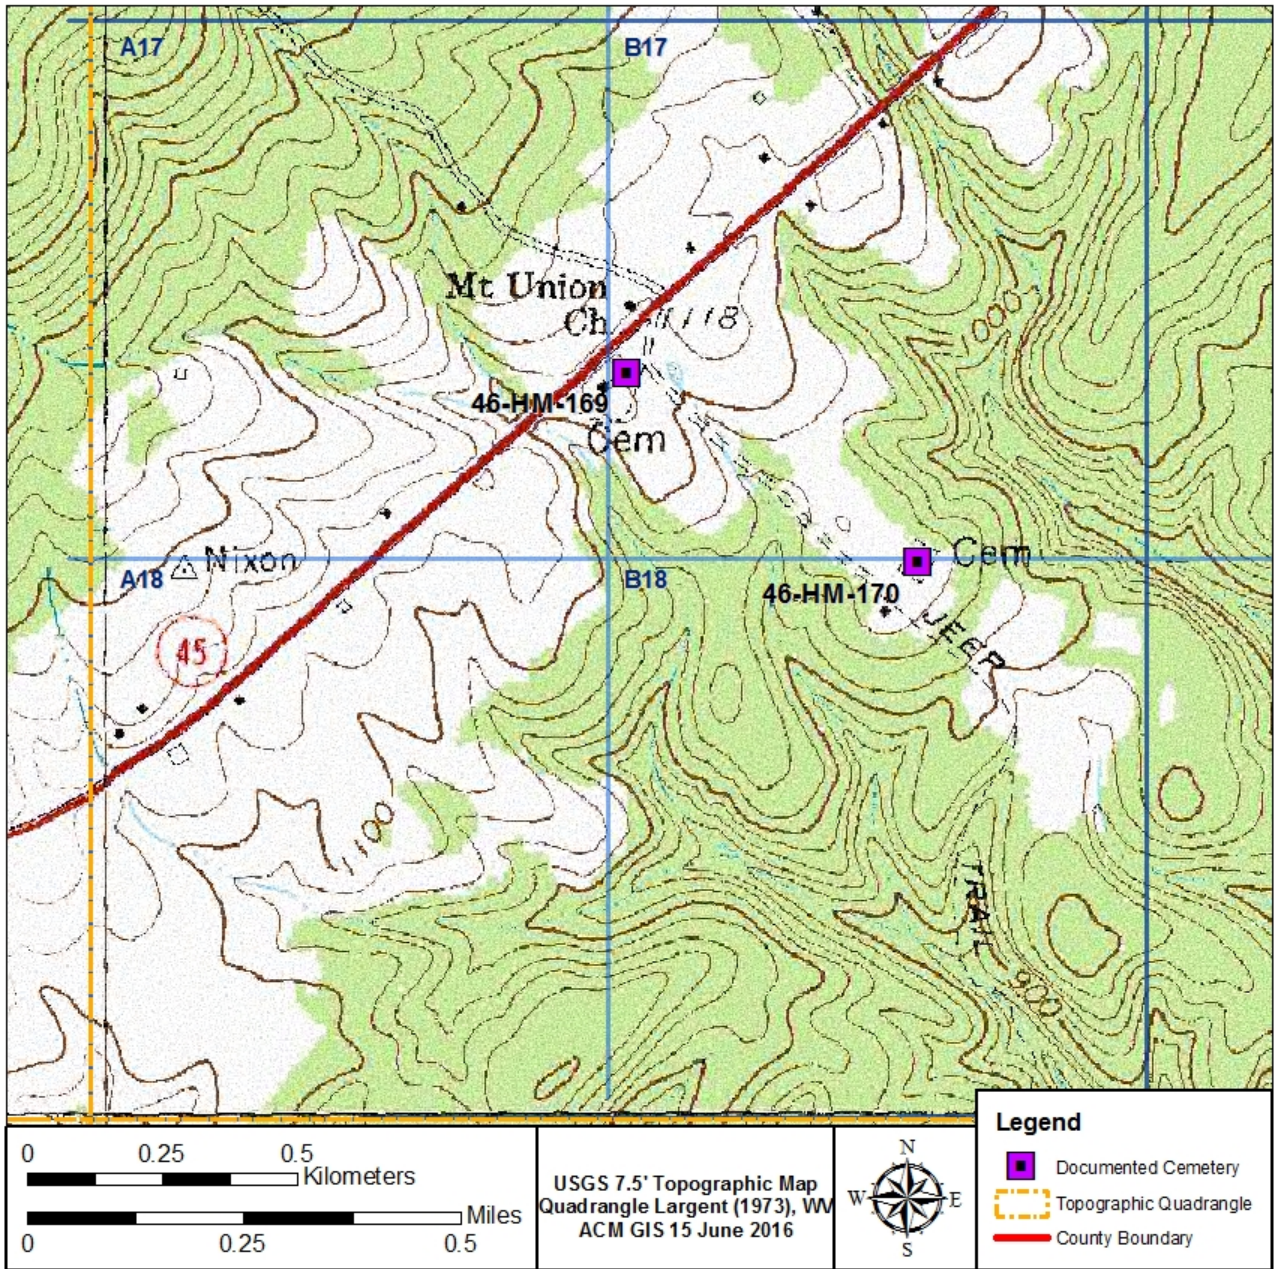 A17
B17
Mt Union
Ch
1118
1000
46-HM-169
Cem
Nixon
Cem
A18
B18
46-HM-170
JEEP
45
1100
TRAIL
900
0
0.25
0.5
Kilometers
Miles
0
0.25
0.5
USGS 7.5' Topographic Map
Quadrangle Largent (1973), WV
ACM GIS 15 June 2016
N
W
E
S
Legend
Documented Cemetery
Topographic Quadrangle
County Boundary